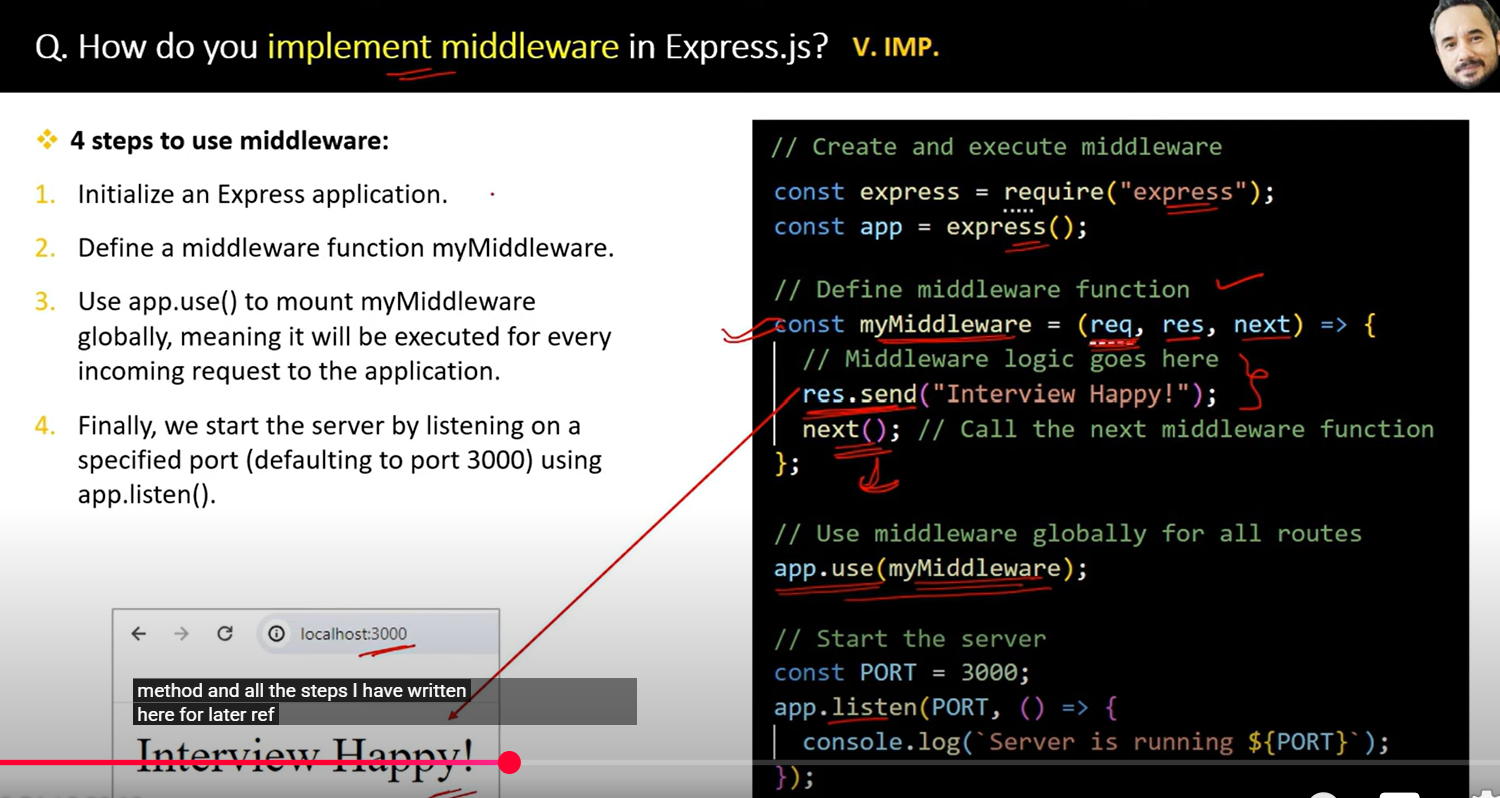 Q. How do you implement middleware in Express.js? V. IMP.
❖ 4 steps to use middleware:
1. Initialize an Express application.
2. Define a middleware function myMiddleware.
3. Use app.use() to mount myMiddleware
globally, meaning it will be executed for every
incoming request to the application.
4. Finally, we start the server by listening on a
specified port (defaulting to port 3000) using
app.listen().
localhost:3000
method and all the steps I have written
here for later ref
Interview Happy!
// Create and execute middleware
const express = require("express");
const app = express();
// Define middleware function
const myMiddleware = (req, res, next) => {
// Middleware logic goes here
res.send("Interview Happy!");
next(); // Call the next middleware function
};
// Use middleware globally for all routes
app.use(myMiddleware);
// Start the server
const PORT = 3000;
app.listen(PORT, () => {
console.log(`Server is running ${PORT}`);
});